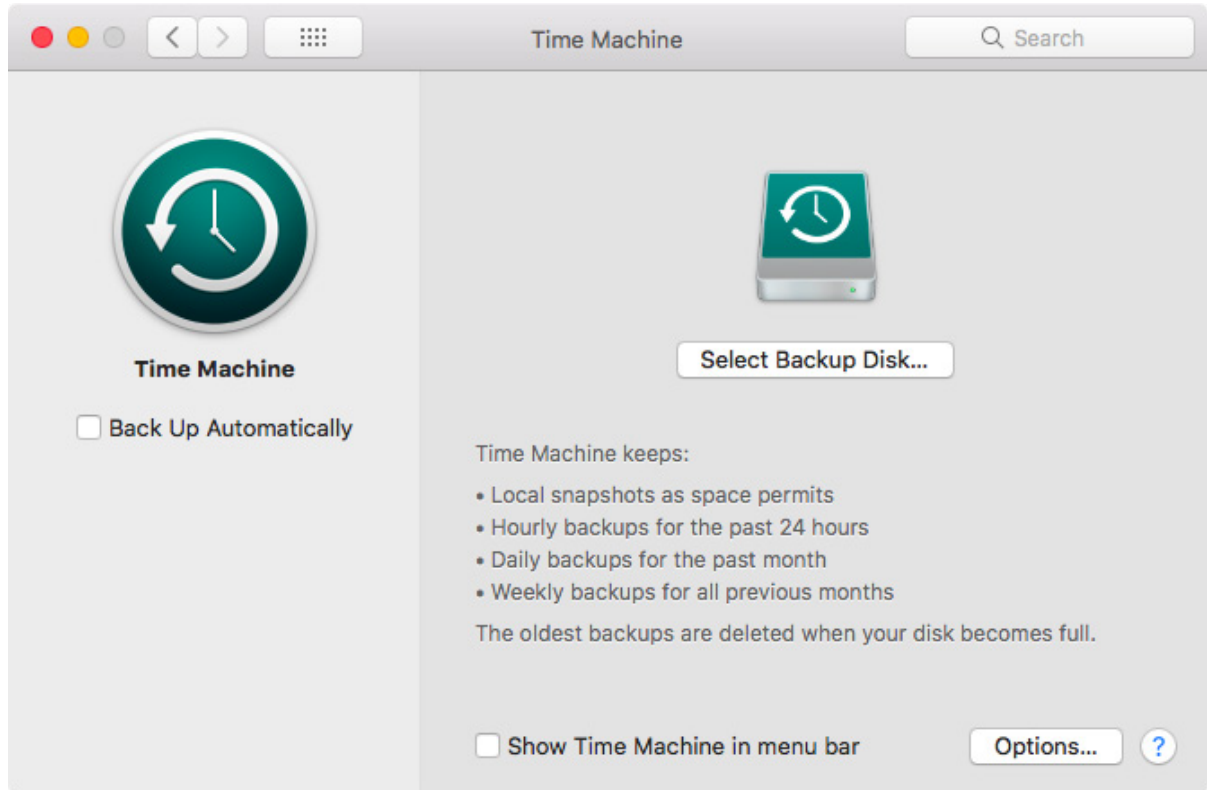 Time Machine
Search
Time Machine
Back Up Automatically
Select Backup Disk...
Time Machine keeps:
• Local snapshots as space permits
• Hourly backups for the past 24 hours
• Daily backups for the past month
• Weekly backups for all previous months
The oldest backups are deleted when your disk becomes full.
Show Time Machine in menu bar
Options...
?